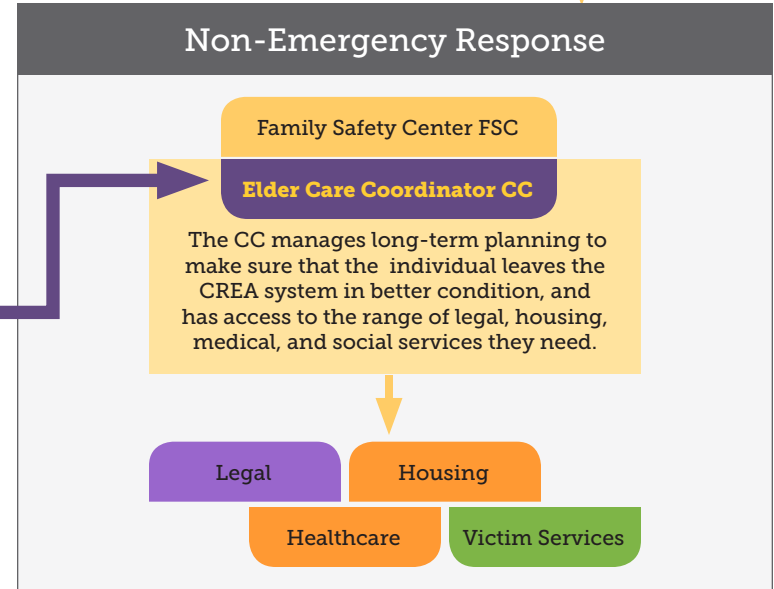 Non-Emergency Response
Family Safety Center FSC
Elder Care Coordinator CC
The CC manages long-term planning to
make sure that the individual leaves the
CREA system in better condition, and
has access to the range of legal, housing,
medical, and social services they need.
Legal
Housing
Healthcare
Victim Services